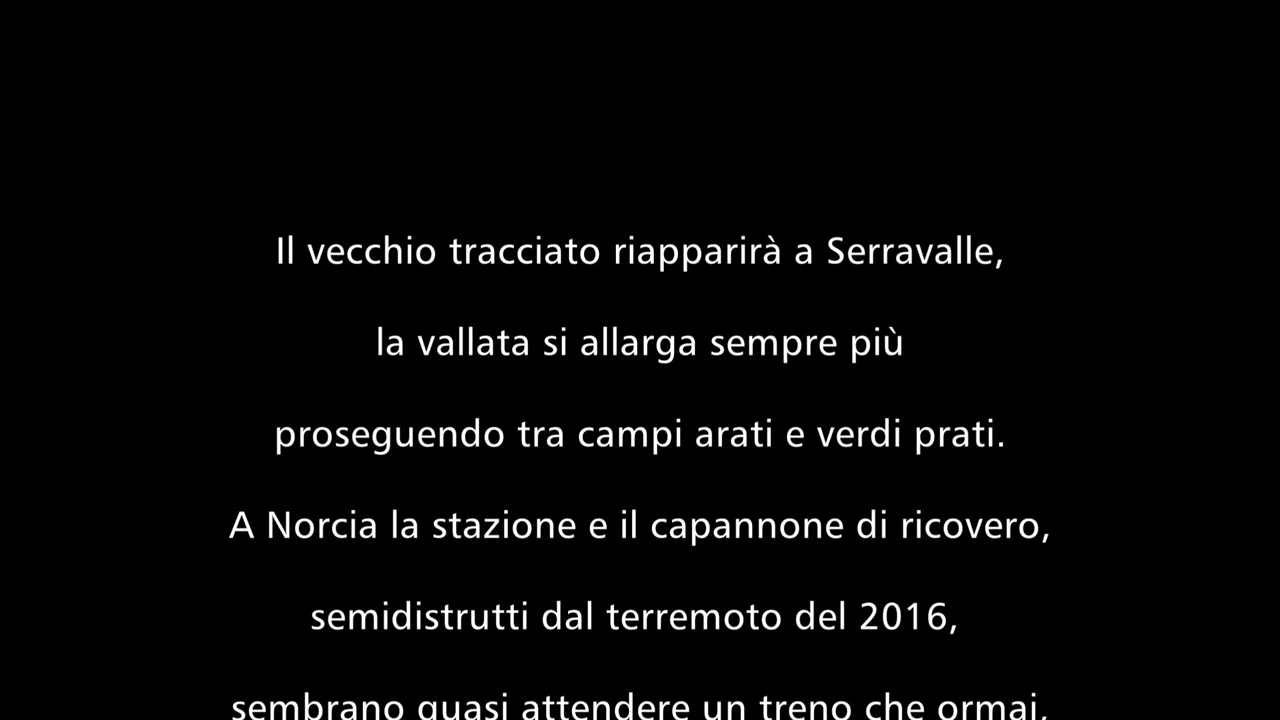 Il vecchio tracciato riapparirà a Serravalle,
la vallata si allarga sempre più
proseguendo tra campi arati e verdi prati.
A Norcia la stazione e il capannone di ricovero,
semidistrutti dal terremoto del 2016,
sembrano quasi attendere un treno che ormai,